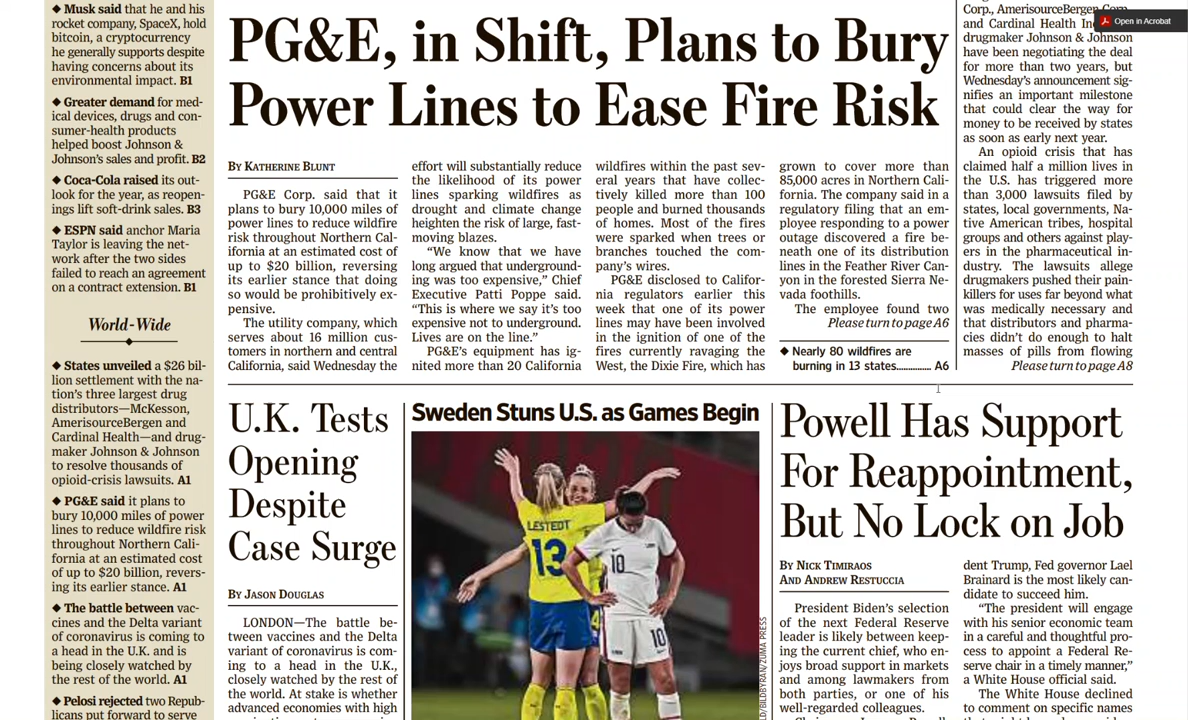 ◆ Musk said that he and his
rocket company, SpaceX, hold
bitcoin, a cryptocurrency
he generally supports despite
having concerns about its
environmental impact. B1
◆ Greater demand for med-
ical devices, drugs and con-
sumer-health products
helped boost Johnson &
Johnson's sales and profit. B2
◆ Coca-Cola raised its out-
look for the year, as reopen-
ings lift soft-drink sales. B3
◆ ESPN said anchor Maria
Taylor is leaving the net-
work after the two sides
failed to reach an agreement
on a contract extension. B1
World-Wide
◆ States unveiled a $26 bil-
lion settlement with the na-
tion's three largest drug
distributors—McKesson,
AmerisourceBergen and
Cardinal Health—and drug-
maker Johnson & Johnson
to resolve thousands of
opioid-crisis lawsuits. A1
◆ PG&E said it plans to
bury 10,000 miles of power
lines to reduce wildfire risk
throughout Northern Cali-
fornia at an estimated cost
of up to $20 billion, revers-
ing its earlier stance. A1
◆ The battle between vac-
cines and the Delta variant
of coronavirus is coming to
a head in the U.K. and is
being closely watched by
the rest of the world. A1
◆ Pelosi rejected two Repub-
licans put forward to serve
PG&E, in Shift, Plans to Bury
Power Lines to Ease Fire Risk
BY KATHERINE BLUNT
PG&E Corp. said that it
plans to bury 10,000 miles of
power lines to reduce wildfire
risk throughout Northern Cal-
ifornia at an estimated cost of
up to $20 billion, reversing
its earlier stance that doing
so would be prohibitively ex-
pensive.
The utility company, which
serves about 16 million cus-
tomers in northern and central
California, said Wednesday the
effort will substantially reduce
the likelihood of its power
lines sparking wildfires as
drought and climate change
heighten the risk of large, fast-
moving blazes.
"We know that we have
long argued that underground-
ing was too expensive," Chief
Executive Patti Poppe said.
"This is where we say it's too
expensive not to underground.
Lives are on the line."
PG&E's equipment has ig-
nited more than 20 California
wildfires within the past sev-
eral years that have collec-
tively killed more than 100
people and burned thousands
of homes. Most of the fires
were sparked when trees or
branches touched the com-
pany's wires.
PG&E disclosed to Califor-
nia regulators earlier this
week that one of its power
lines may have been involved
in the ignition of one of the
fires currently ravaging the
West, the Dixie Fire, which has
grown to cover more than
85,000 acres in Northern Cali-
fornia. The company said in a
regulatory filing that an em-
ployee responding to a power
outage discovered a fire be-
neath one of its distribution
lines in the Feather River Can-
yon in the forested Sierra Ne-
vada foothills.
The employee found two
Please turn to page A6
◆ Nearly 80 wildfires are
burning in 13 states............... A6
Corp., AmerisourceBergen Corp.
and Cardinal Health In
drugmaker Johnson & Johnson
have been negotiating the deal
for more than two years, but
Wednesday's announcement sig-
nifies an important milestone
that could clear the way for
money to be received by states
as soon as early next year.
An opioid crisis that has
claimed half a million lives in
the U.S. has triggered more
than 3,000 lawsuits filed by
states, local governments, Na-
tive American tribes, hospital
groups and others against play-
ers in the pharmaceutical in-
dustry. The lawsuits allege
drugmakers pushed their pain-
killers for uses far beyond what
was medically necessary and
that distributors and pharma-
cies didn't do enough to halt
masses of pills from flowing
Please turn to page A8
Open in Acrobat
U.K. Tests
Opening
Despite
Case Surge
BY JASON DOUGLAS
LONDON—The battle be-
tween vaccines and the Delta
variant of coronavirus is com-
ing to a head in the U.K.,
closely watched by the rest of
the world. At stake is whether
advanced economies with high
Sweden Stuns U.S. as Games Begin
LESTEDT
13
10
10
LD/BILDBYRAN/ZUMA PRESS
Powell Has Support
For Reappointment,
But No Lock on Job
BY NICK TIMIRAOS
AND ANDREW RESTUCCIA
President Biden's selection
of the next Federal Reserve
leader is likely between keep-
ing the current chief, who en-
joys broad support in markets
and among lawmakers from
both parties, or one of his
well-regarded colleagues.
dent Trump, Fed governor Lael
Brainard is the most likely can-
didate to succeed him.
"The president will engage
with his senior economic team
in a careful and thoughtful pro-
cess to appoint a Federal Re-
serve chair in a timely manner,"
a White House official said.
The White House declined
to comment on specific names